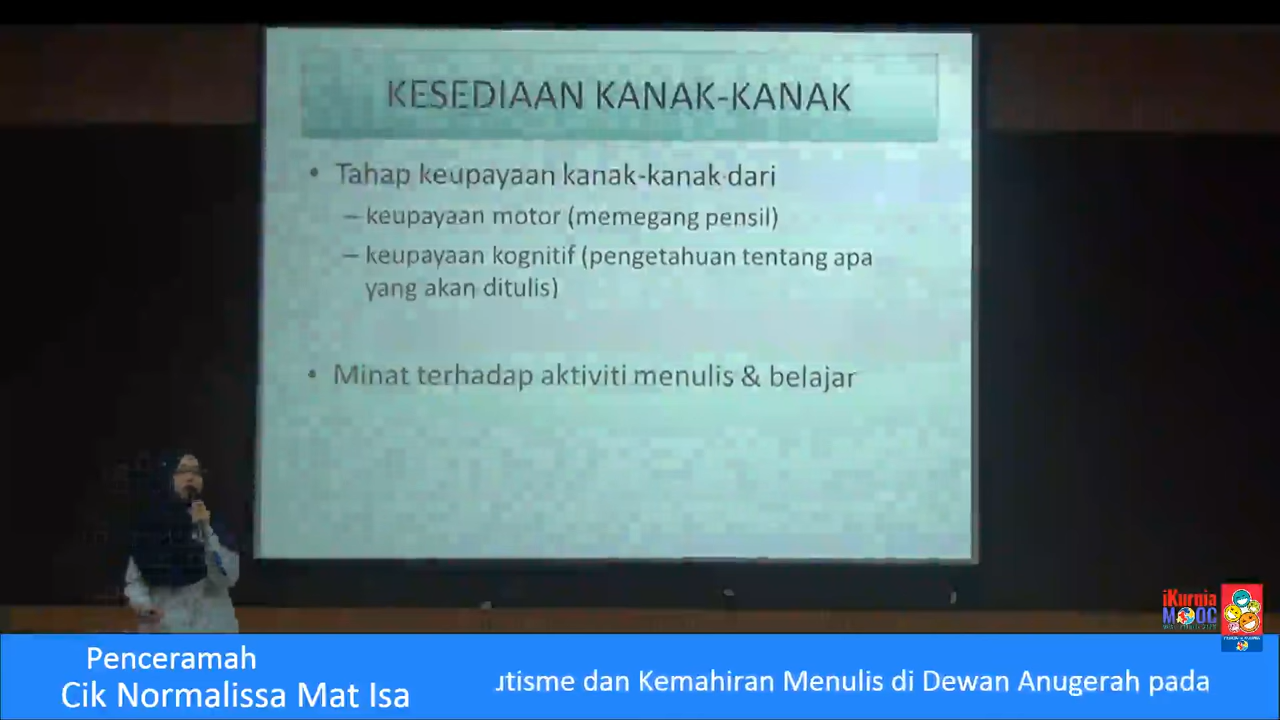 KESEDIAAN KANAK-KANAK
• Tahap keupayaan kanak-kanak dari
– keupayaan motor (memegang pensil)
– keupayaan kognitif (pengetahuan tentang apa
yang akan ditulis)
• Minat terhadap aktiviti menulis & belajar
iKurnia
MOOC
Penceramah
Cik Normalissa Mat Isa
utisme dan Kemahiran Menulis di Dewan Anugerah pada